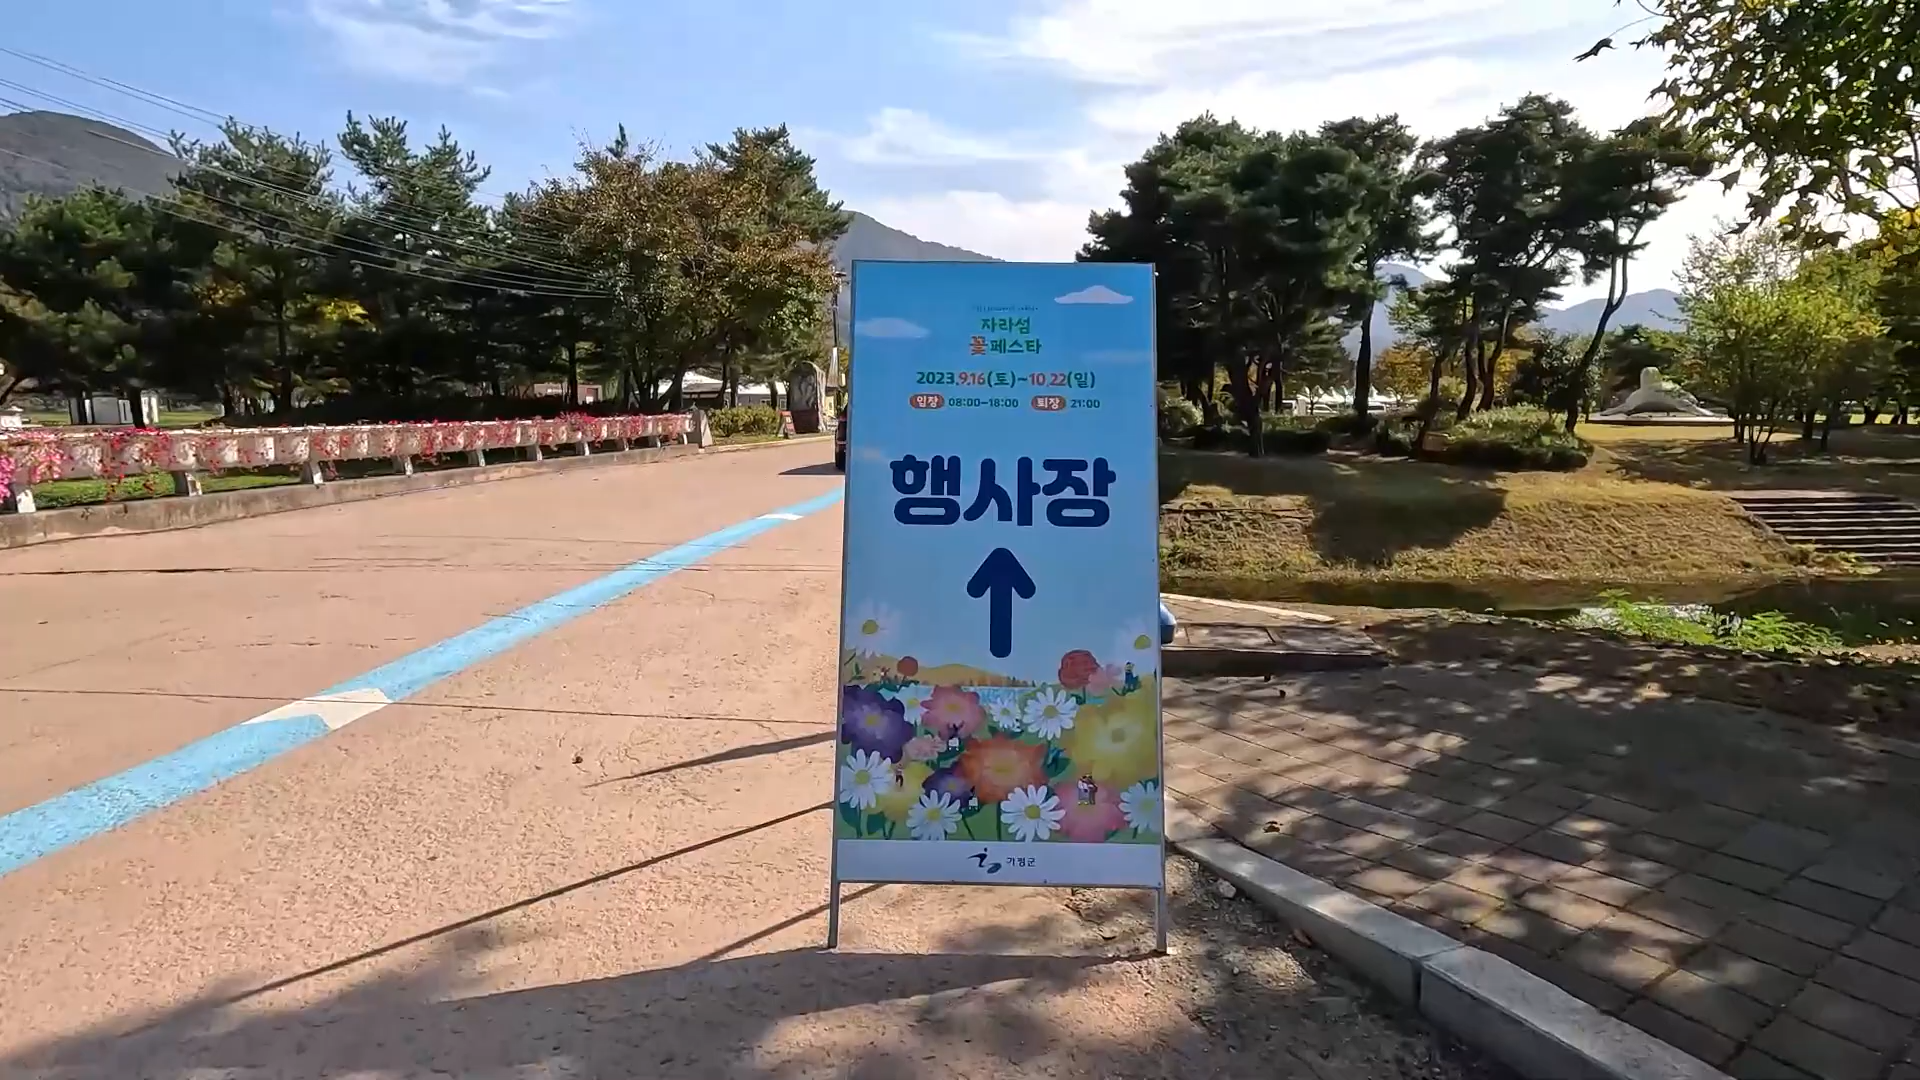 자라섬
꽃페스타
2023.9.16(토)~10.22(일)
입장 08:00-18:00 퇴장 21:00
행사장
가평군